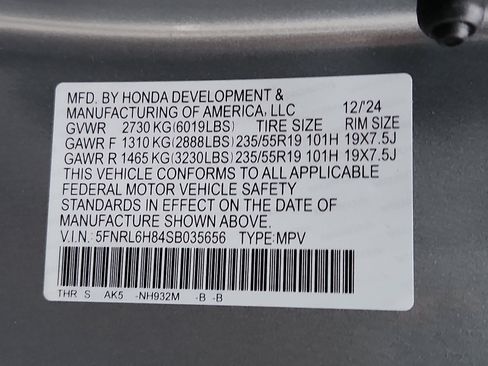 MFD. BY HONDA DEVELOPMENT &
MANUFACTURING OF AMERICA, LLC 12/'24
GVWR 2730 KG (6019LBS) TIRE SIZE RIM SIZE
GAWR F 1310 KG (2888LBS) 235/55R19 101H 19X7.5J
GAWR R 1465 KG (3230LBS) 235/55R19 101H 19X7.5J
THIS VEHICLE CONFORMS TO ALL APPLICABLE
FEDERAL MOTOR VEHICLE SAFETY
STANDARDS IN EFFECT ON THE DATE OF
MANUFACTURE SHOWN ABOVE.
V.I.N.: 5FNRL6H84SB035656 TYPE:MPV
THR S AK5 -NH932M -B -B